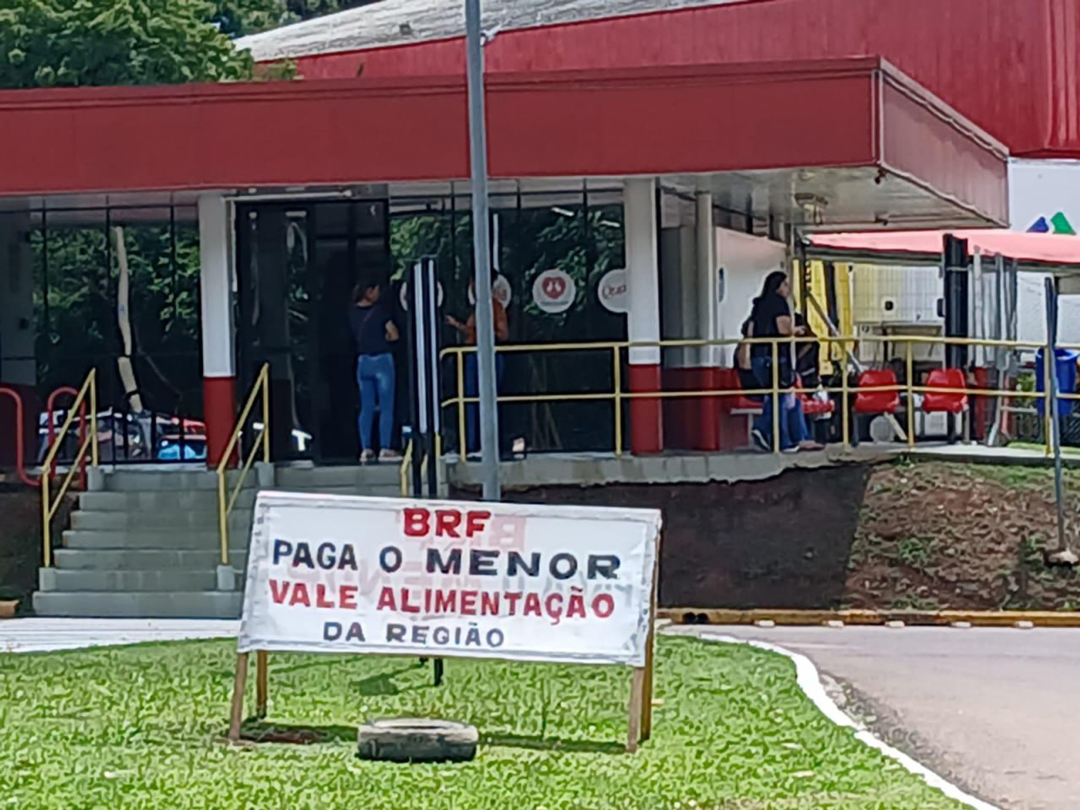 BRF
PAGA O MENOR
VALE ALIMENTAÇÃO
DA REGIÃO